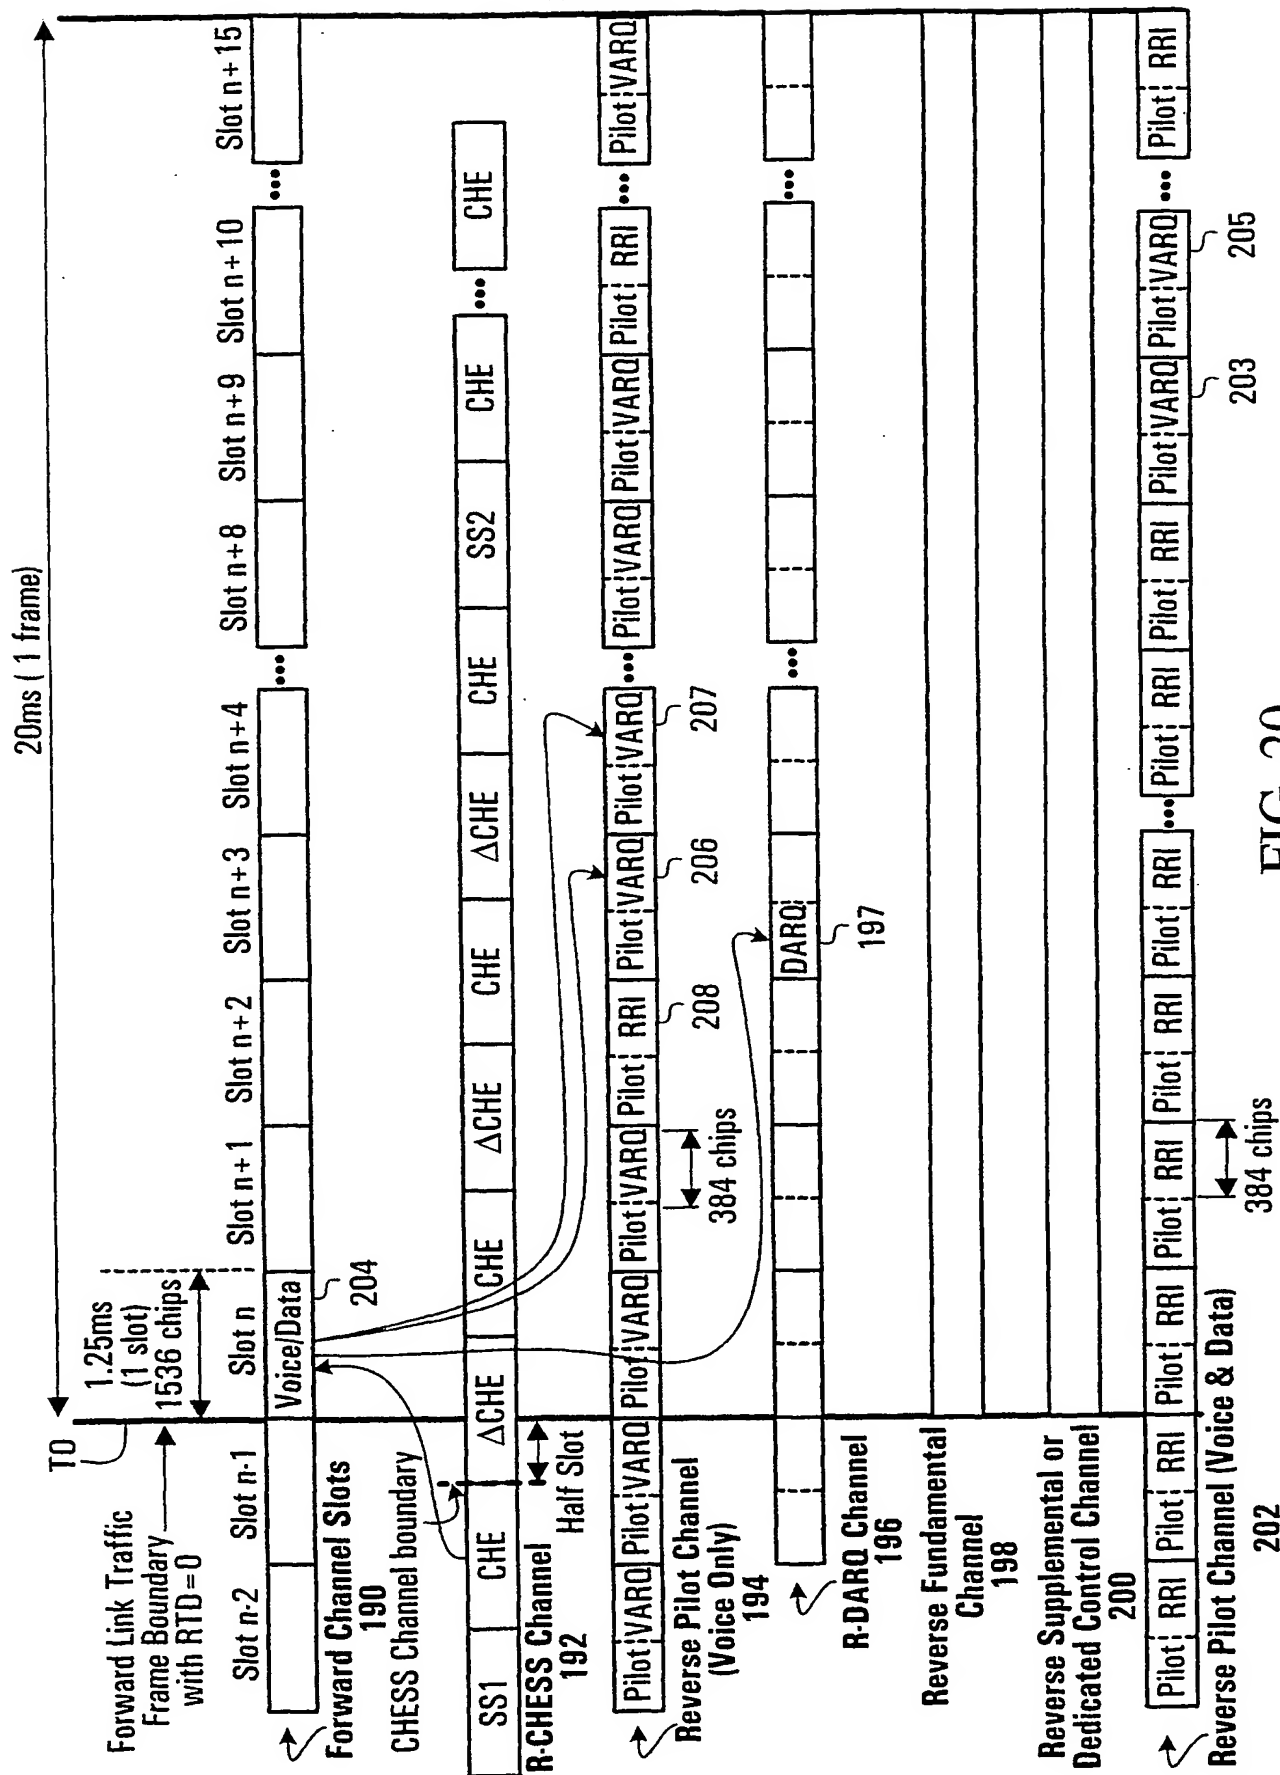 20ms ( 1 frame)
TO
Forward Link Traffic
Frame Boundary
with RTD=0
1.25ms
(1 slot)
1536 chips
Slot n-2 Slot n-1 Slot n Slot n+1 Slot n+2 Slot n+3 Slot n+4 Slot n+8 Slot n+9 Slot n+10 Slot n+15
Voice/Data ••• •••
204
Forward Channel Slots
190
CHESS Channel boundary
SS1 CHE ΔCHE CHE ΔCHE CHE ΔCHE CHE SS2 CHE ••• CHE
Half Slot
R-CHESS Channel
192
Pilot VARQ Pilot VARQ Pilot VARQ Pilot VARQ Pilot RRI Pilot VARQ Pilot VARQ ••• Pilot VARQ Pilot VARQ Pilot RRI ••• Pilot VARQ
384 chips
208
206
207
Reverse Pilot Channel
(Voice Only)
194
DARQ ••• •••
197
R-DARQ Channel
196
Reverse Fundamental
Channel
198
Reverse Supplemental or
Dedicated Control Channel
200
Pilot RRI Pilot RRI Pilot RRI Pilot RRI Pilot RRI Pilot RRI ••• Pilot RRI Pilot RRI Pilot VARQ Pilot VARQ ••• Pilot RRI
384 chips
203
205
Reverse Pilot Channel (Voice & Data)
202